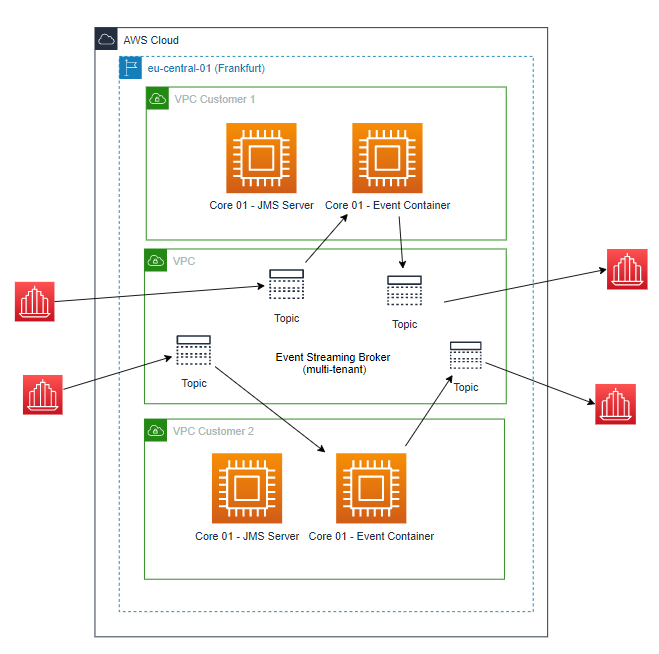 AWS Cloud
eu-central-01 (Frankfurt)
VPC Customer 1
Core 01 - JMS Server
Core 01 - Event Container
VPC
Topic
Topic
Topic
Event Streaming Broker
(multi-tenant)
Topic
VPC Customer 2
Core 01 - JMS Server
Core 01 - Event Container